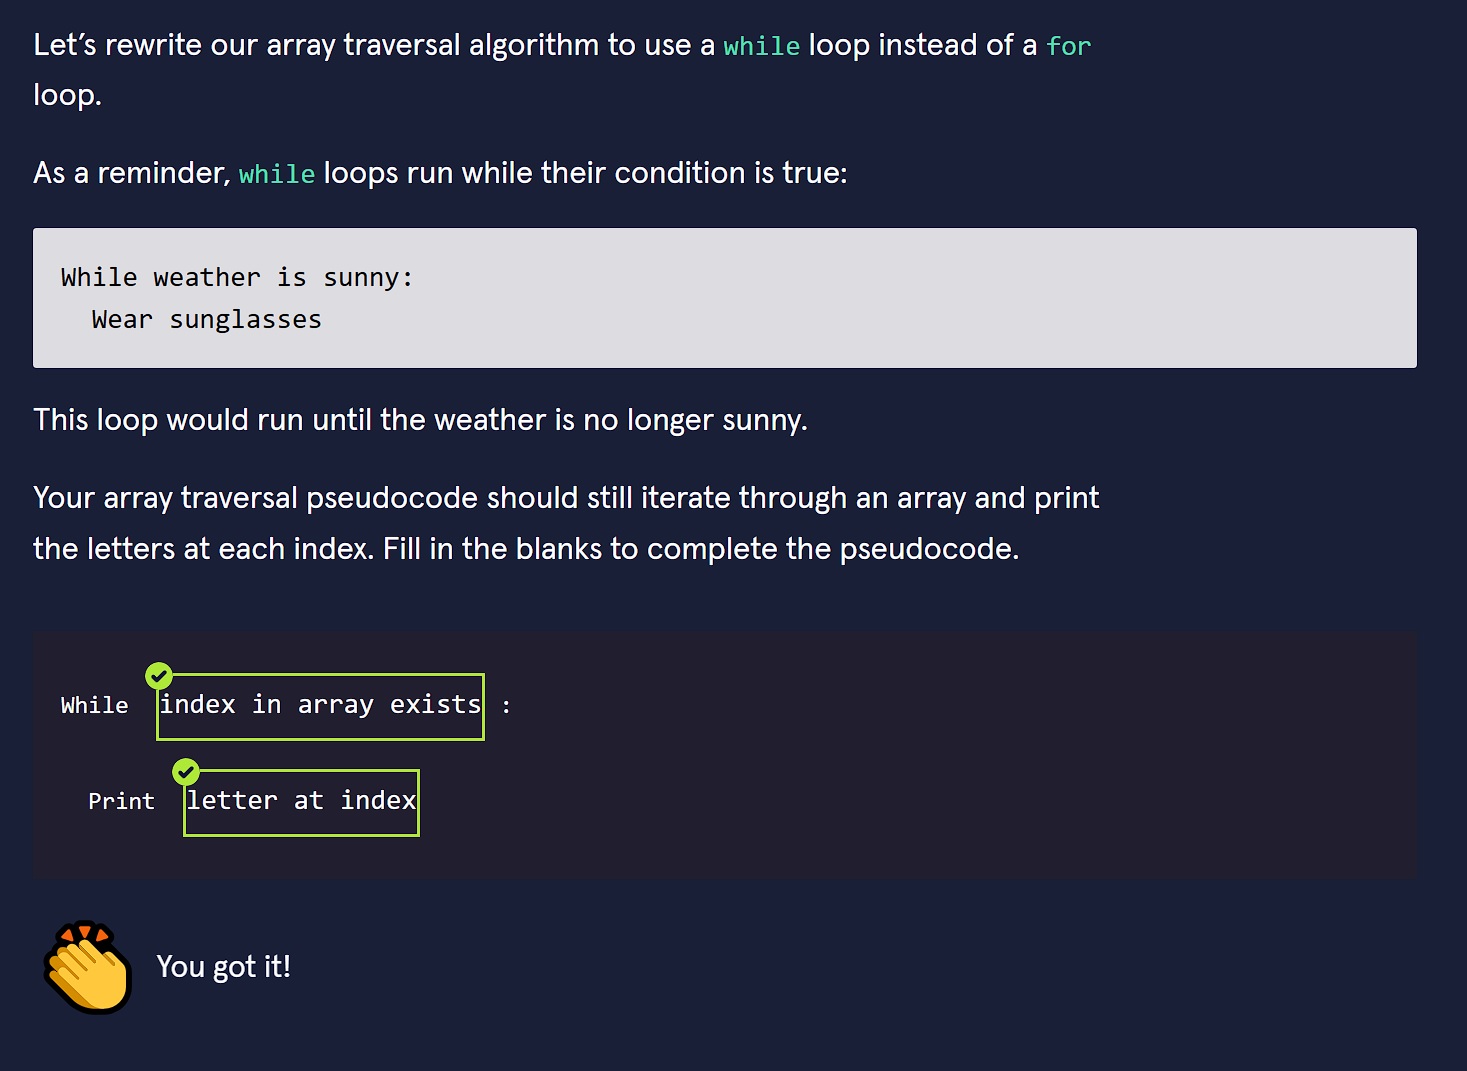 Let’s rewrite our array traversal algorithm to use a while loop instead of a for
loop.
As a reminder, while loops run while their condition is true:
While weather is sunny:
  Wear sunglasses
This loop would run until the weather is no longer sunny.
Your array traversal pseudocode should still iterate through an array and print
the letters at each index. Fill in the blanks to complete the pseudocode.
While index in array exists :
  Print letter at index
You got it!